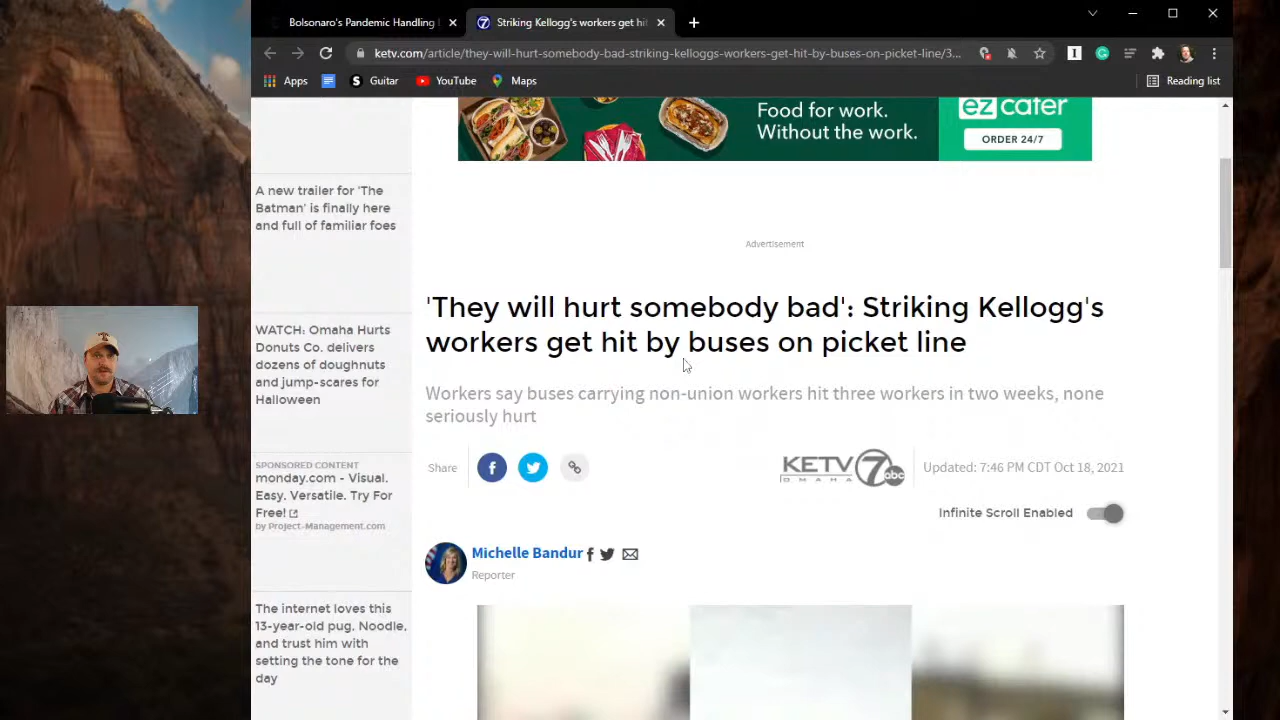 Bolsonaro's Pandemic Handling
Striking Kellogg's workers get hit
ketv.com/article/they-will-hurt-somebody-bad-striking-kelloggs-workers-get-hit-by-buses-on-picket-line/3...
Apps
Guitar
YouTube
Maps
Reading list
Food for work.
Without the work.
ez cater
ORDER 24/7
Advertisement
A new trailer for 'The
Batman' is finally here
and full of familiar foes
WATCH: Omaha Hurts
Donuts Co. delivers
dozens of doughnuts
and jump-scares for
Halloween
SPONSORED CONTENT
monday.com - Visual.
Easy. Versatile. Try For
Free!
by Project-Management.com
The internet loves this
13-year-old pug, Noodle,
and trust him with
setting the tone for the
day
'They will hurt somebody bad': Striking Kellogg's
workers get hit by buses on picket line
Workers say buses carrying non-union workers hit three workers in two weeks, none
seriously hurt
Share
KETV 7 abc
OMAHA
Updated: 7:46 PM CDT Oct 18, 2021
Infinite Scroll Enabled
Michelle Bandur
Reporter